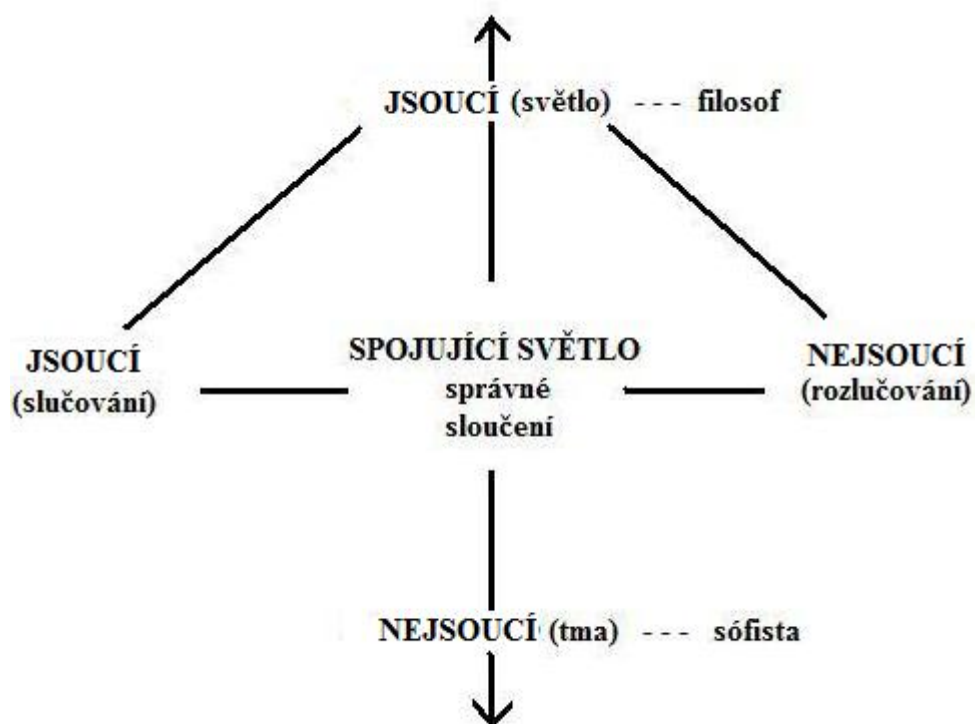 JSOUCÍ (světlo) --- filosof
JSOUCÍ
(slučování)
SPOJUJÍCÍ SVĚTLO
správné
sloučení
NEJSOUCÍ
(rozlučování)
NEJSOUCÍ (tma) --- sófista